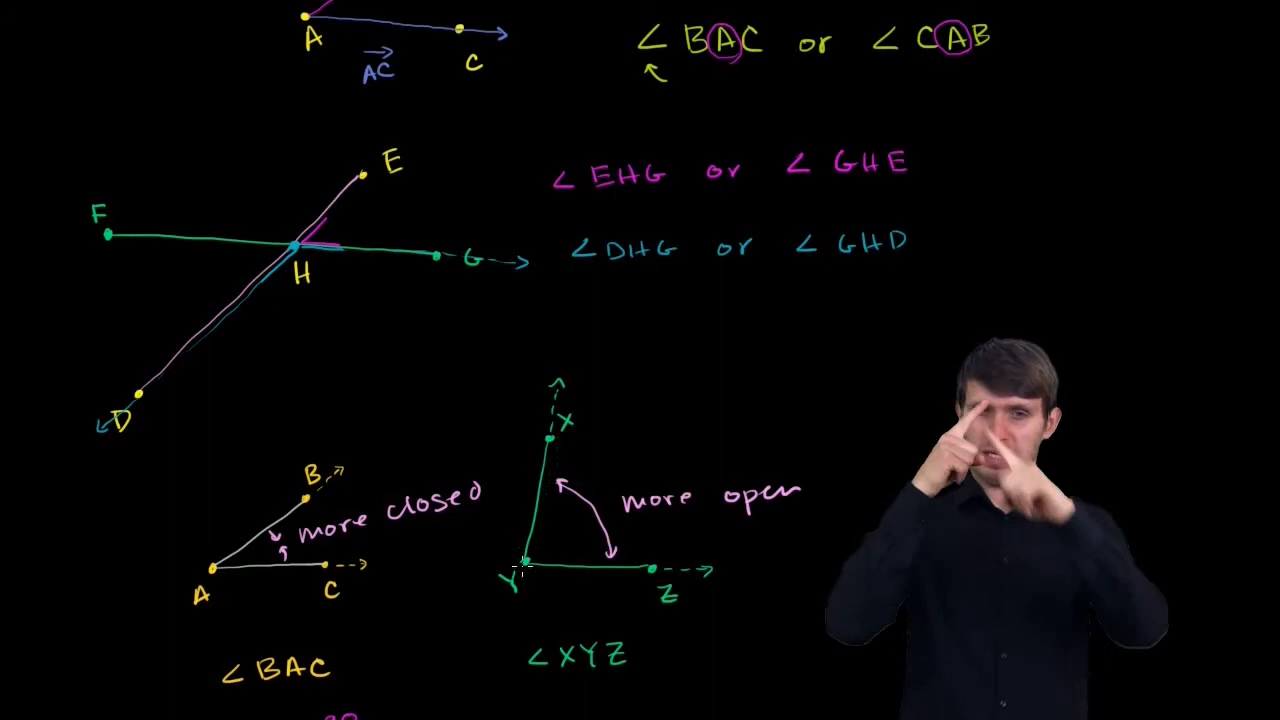 A
AC
C
∠ BAC or ∠ CAB
F
E
∠ EHG or ∠ GHE
G
H
∠DHG or ∠ GHD
D
X
B
more closed
more open
A
C
Y
Z
∠BAC
∠XYZ